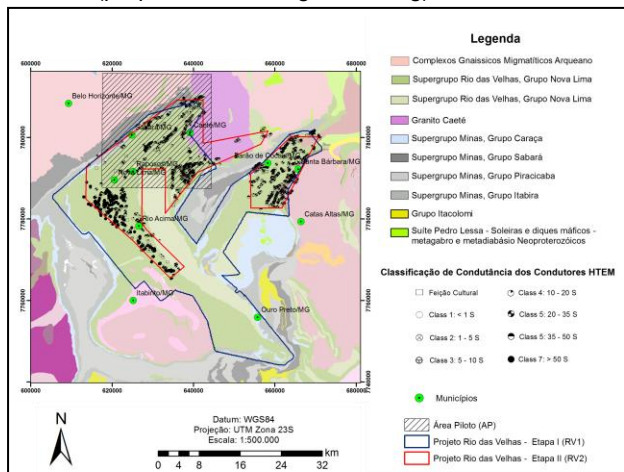 Legenda
Complexos Gnaissicos Migmatíticos Arqueano
Supergrupo Rio das Velhas, Grupo Nova Lima
Supergrupo Rio das Velhas, Grupo Nova Lima
Granito Caeté
Supergrupo Minas, Grupo Caraça
Supergrupo Minas, Grupo Sabará
Supergrupo Minas, Grupo Piracicaba
Supergrupo Minas, Grupo Itabira
Grupo Itacolomi
Suíte Pedro Lessa - Soleiras e diques máficos -
metagabro e metadiabásio Neoproterozóicos
Classificação de Condutância dos Condutores HTEM
Feição Cultural
Class 1: < 1 S
Class 2: 1 - 5 S
Class 3: 5 - 10 S
Class 4: 10 - 20 S
Class 5: 20 - 35 S
Class 5: 35 - 50 S
Class 7: > 50 S
Municípios
Área Piloto (AP)
Projeto Rio das Velhas - Etapa I (RV1)
Projeto Rio das Velhas - Etapa II (RV2)
600000 620000 640000 660000 680000
Belo Horizonte/MG
Caeté/MG
Santa Bárbara/MG
Rio Acima/MG
Catas Altas/MG
Itabirito/MG
Ouro Preto/MG
7800000
7780000
7760000
7740000
600000 620000 640000 660000 680000
N
Datum: WGS84
Projeção: UTM Zona 23S
Escala: 1:500.000
0 4 8 16 24 32
KM